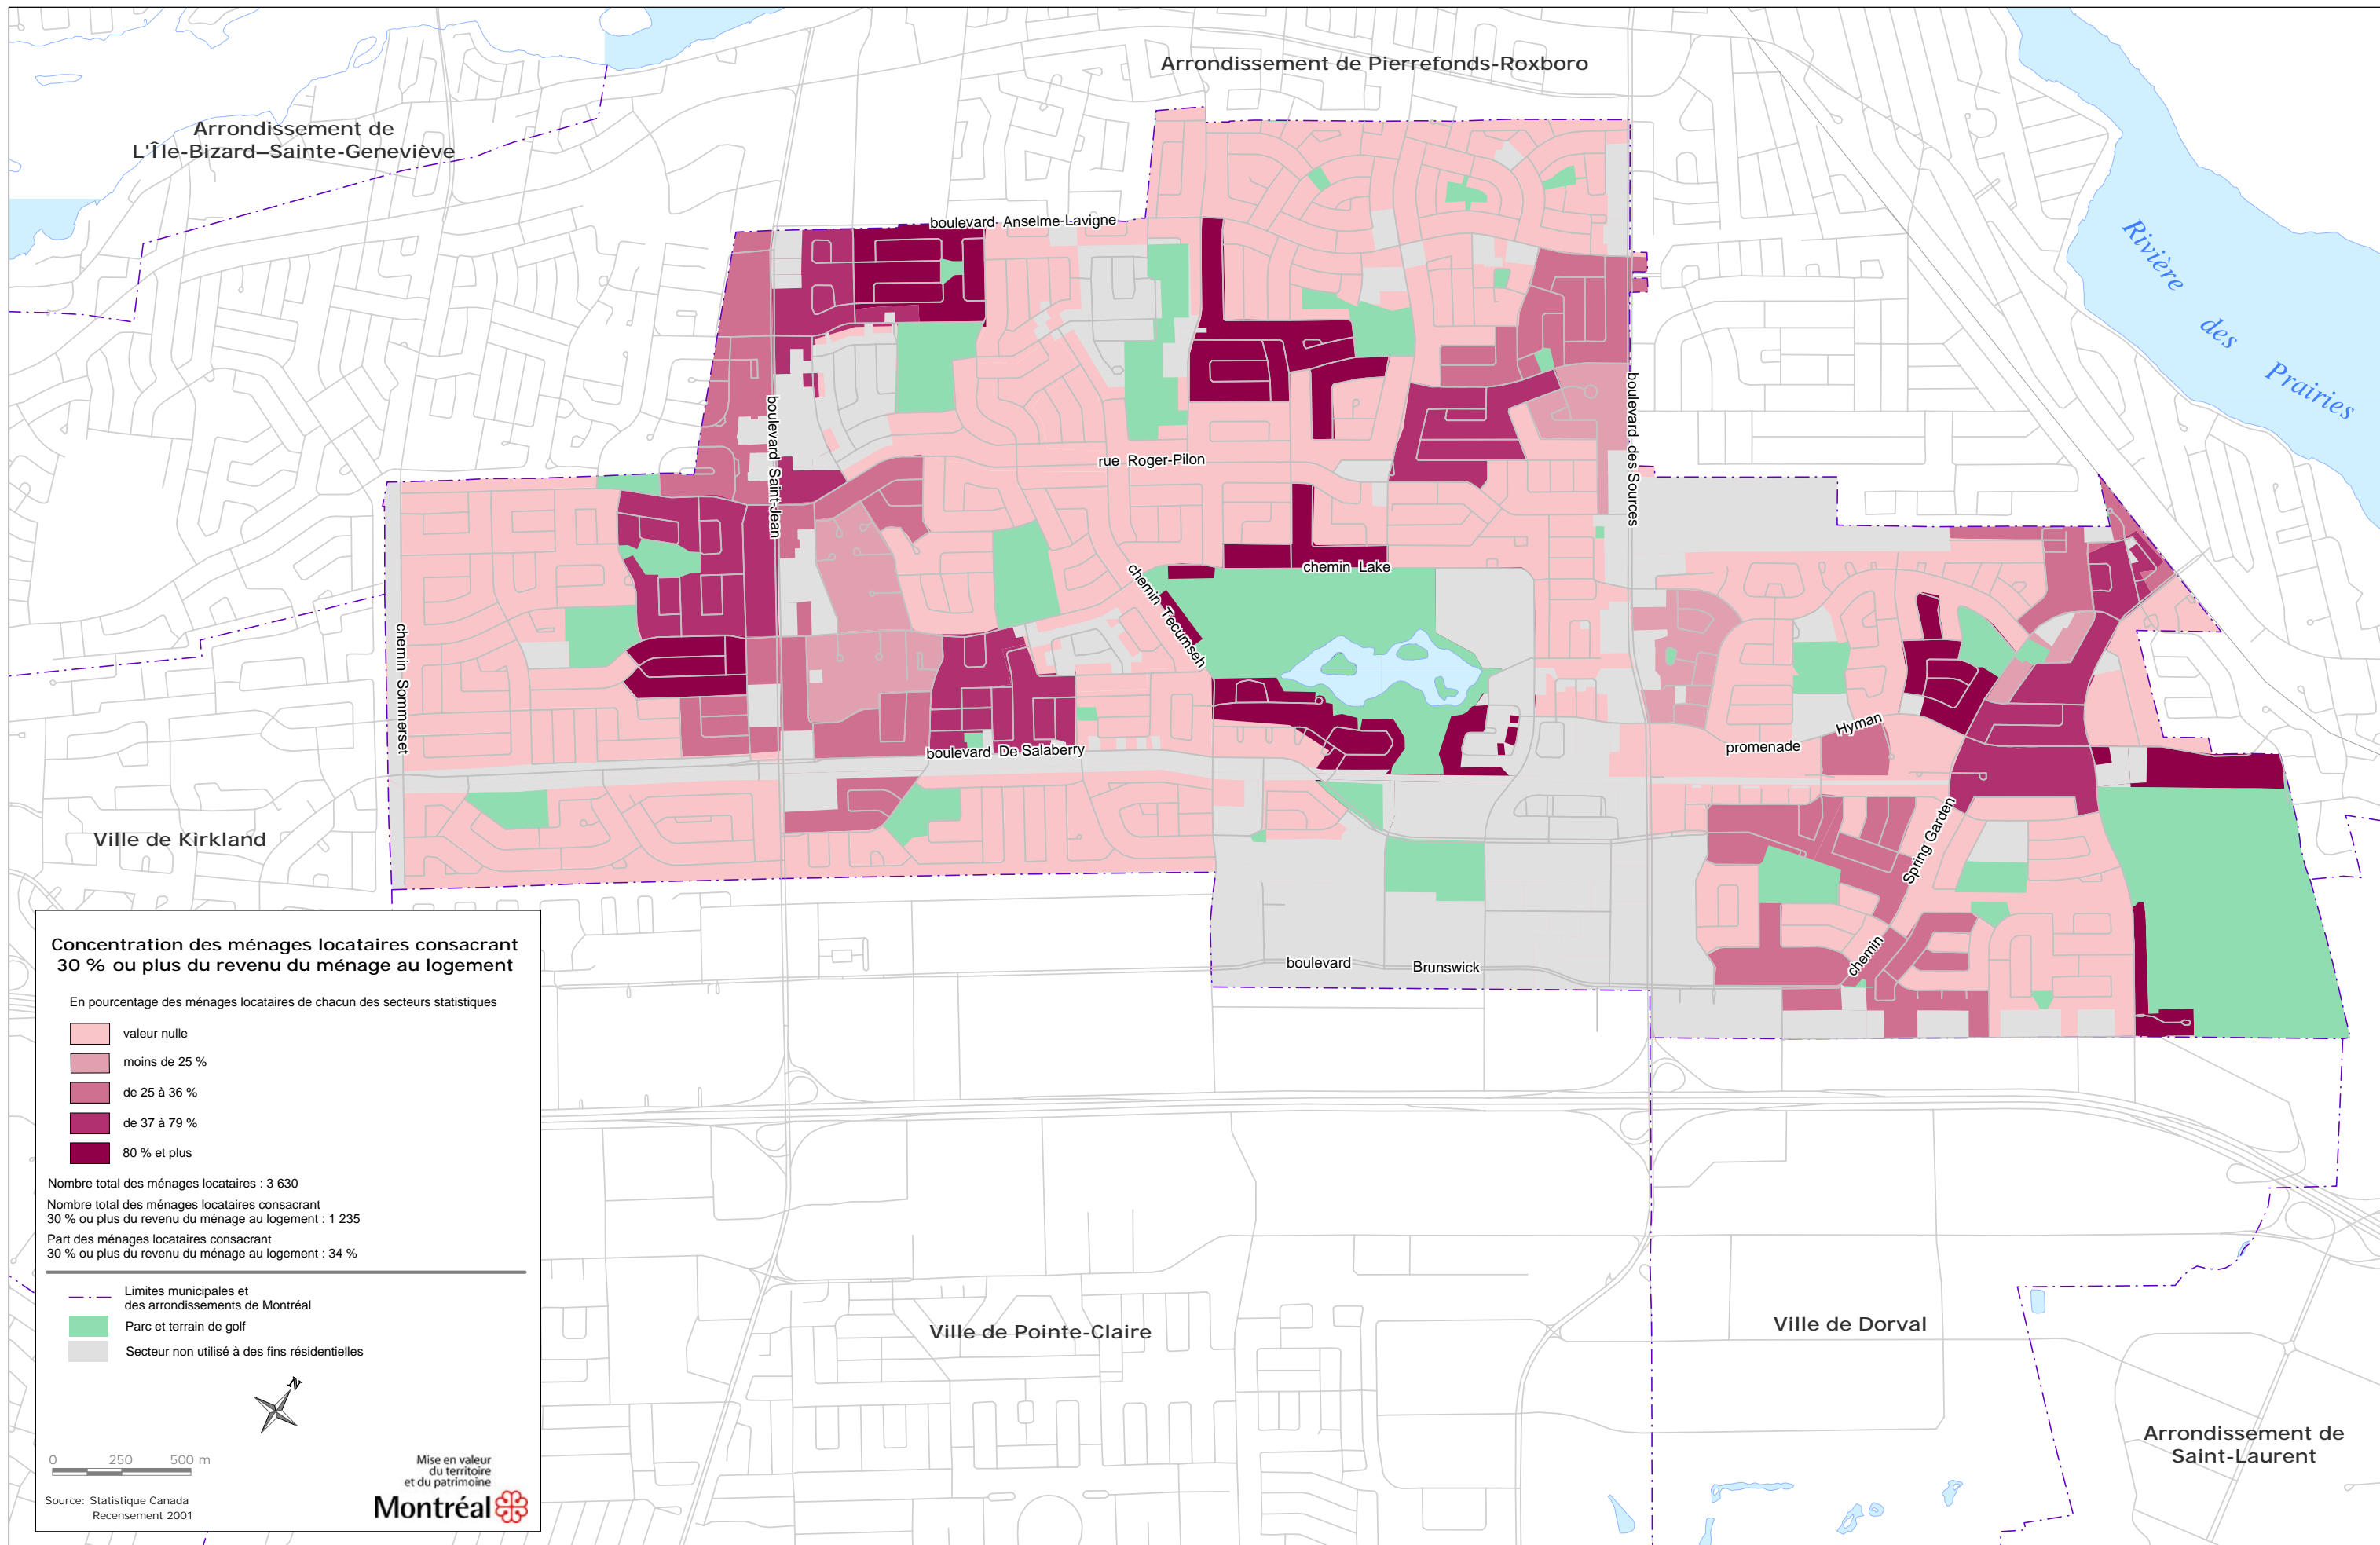 Arrondissement de Pierrefonds-Roxboro
Arrondissement de
L'Île-Bizard–Sainte-Geneviève
Rivière
des
Prairies
boulevard Anselme-Lavigne
boulevard Saint-Jean
rue Roger-Pilon
boulevard des Sources
chemin Lake
chemin Tecumseh
chemin Sommerset
boulevard De Salaberry
promenade Hyman
chemin Spring Garden
boulevard Brunswick
Ville de Kirkland
Ville de Pointe-Claire
Ville de Dorval
Arrondissement de
Saint-Laurent
Concentration des ménages locataires consacrant
30 % ou plus du revenu du ménage au logement
En pourcentage des ménages locataires de chacun des secteurs statistiques
valeur nulle
moins de 25 %
de 25 à 36 %
de 37 à 79 %
80 % et plus
Nombre total des ménages locataires : 3 630
Nombre total des ménages locataires consacrant
30 % ou plus du revenu du ménage au logement : 1 235
Part des ménages locataires consacrant
30 % ou plus du revenu du ménage au logement : 34 %
Limites municipales et
des arrondissements de Montréal
Parc et terrain de golf
Secteur non utilisé à des fins résidentielles
N
0 250 500 m
Source: Statistique Canada
Recensement 2001
Mise en valeur
du territoire
et du patrimoine
Montréal